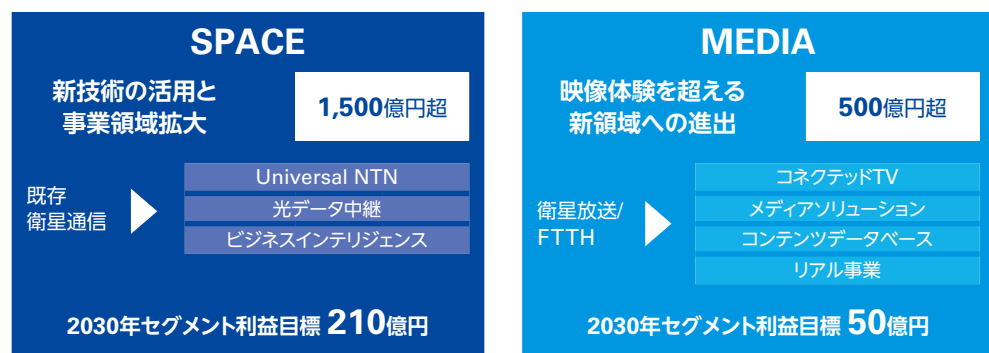 SPACE
新技術の活用と
事業領域拡大
1,500億円超
既存
衛星通信
Universal NTN
光データ中継
ビジネスインテリジェンス
2030年セグメント利益目標 210億円
MEDIA
映像体験を超える
新領域への進出
500億円超
衛星放送/
FTTH
コネクテッドTV
メディアソリューション
コンテンツデータベース
リアル事業
2030年セグメント利益目標 50億円